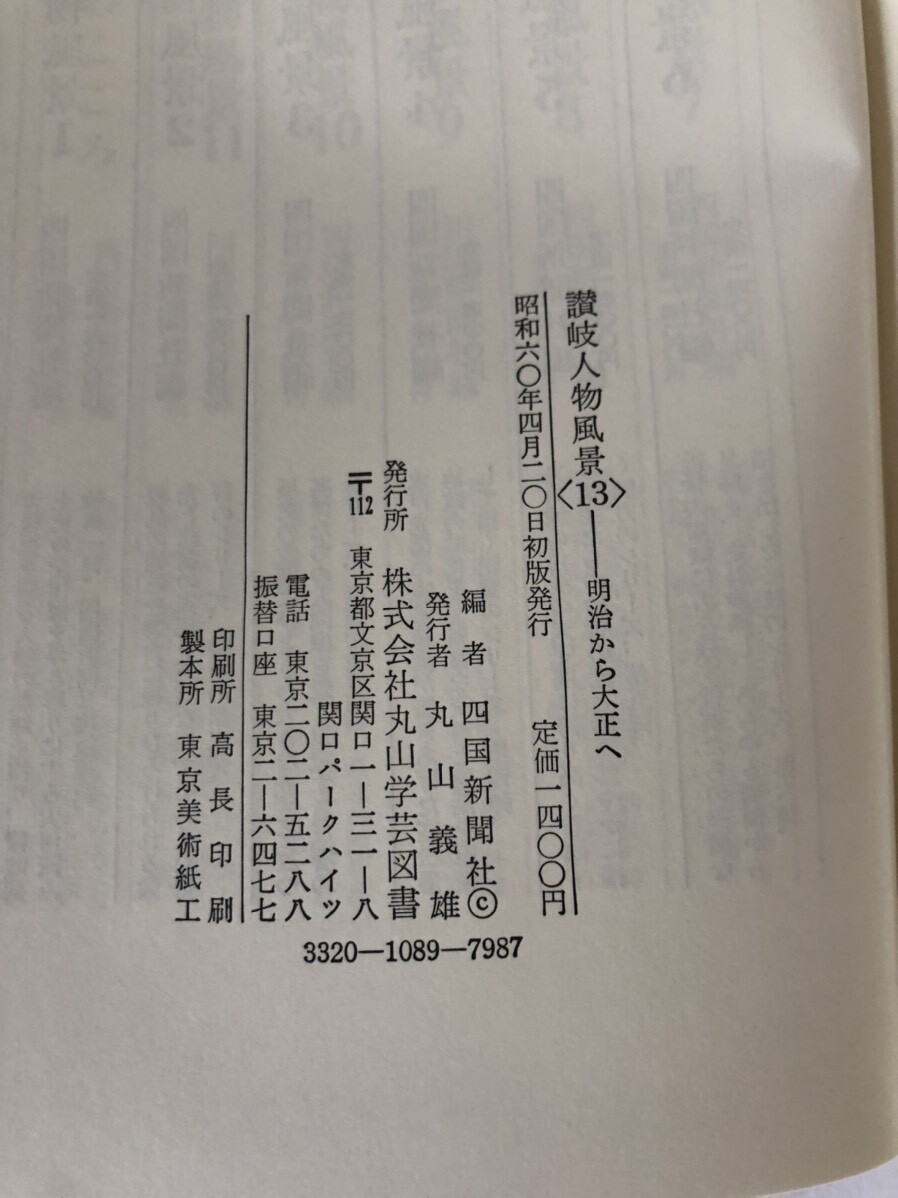 讃岐人物風景〈13〉――明治から大正へ
昭和六〇年四月二〇日初版発行　定価一四〇〇円
編者　四国新聞社©
発行者　丸山義雄
発行所　株式会社丸山学芸図書
〒112　東京都文京区関口一―三一―八
関口パークハイツ
電話　東京二〇二―五二八八
振替口座　東京二―六四七七
印刷所　高長印刷
製本所　東京美術紙工
3320―1089―7987